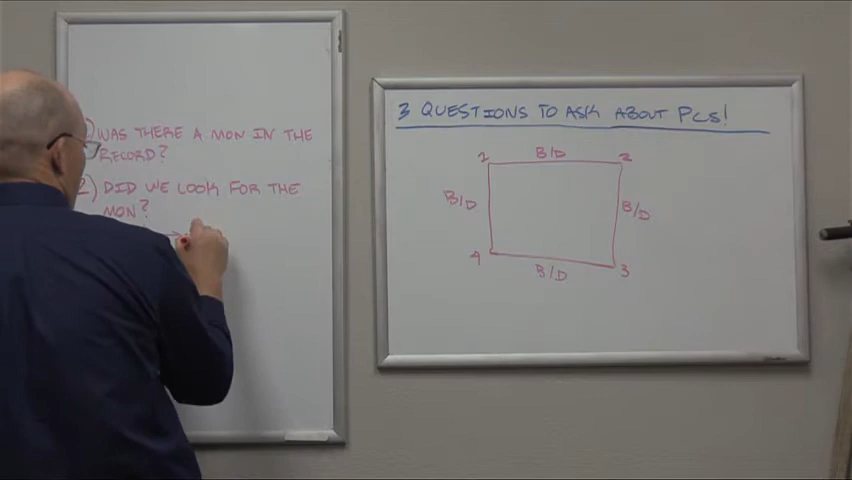 ) WAS THERE A MON IN THE
RECORD?
2) DID WE LOOK FOR THE
MON?
3 QUESTIONS TO ASK ABOUT PCS!
1 B/D 2
B/D B/D
4 B/D 3